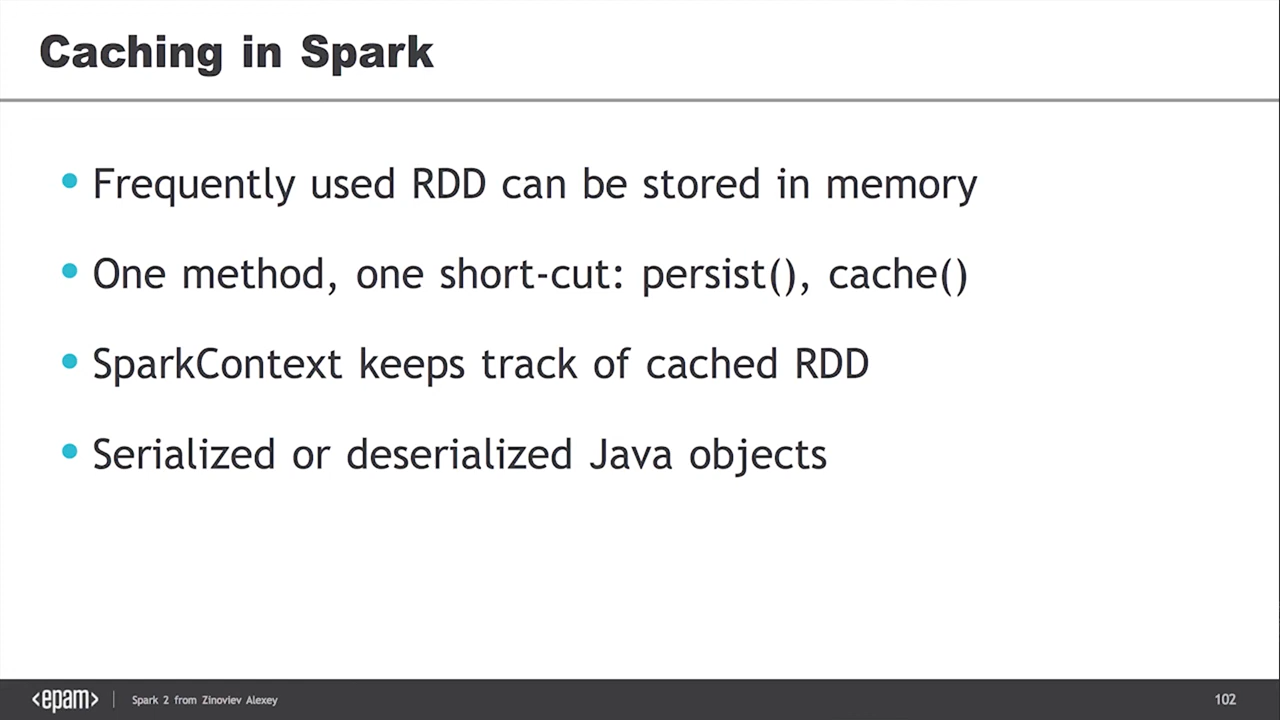 Caching in Spark
• Frequently used RDD can be stored in memory
• One method, one short-cut: persist(), cache()
• SparkContext keeps track of cached RDD
• Serialized or deserialized Java objects
<epam> Spark 2 from Zinoviev Alexey 102